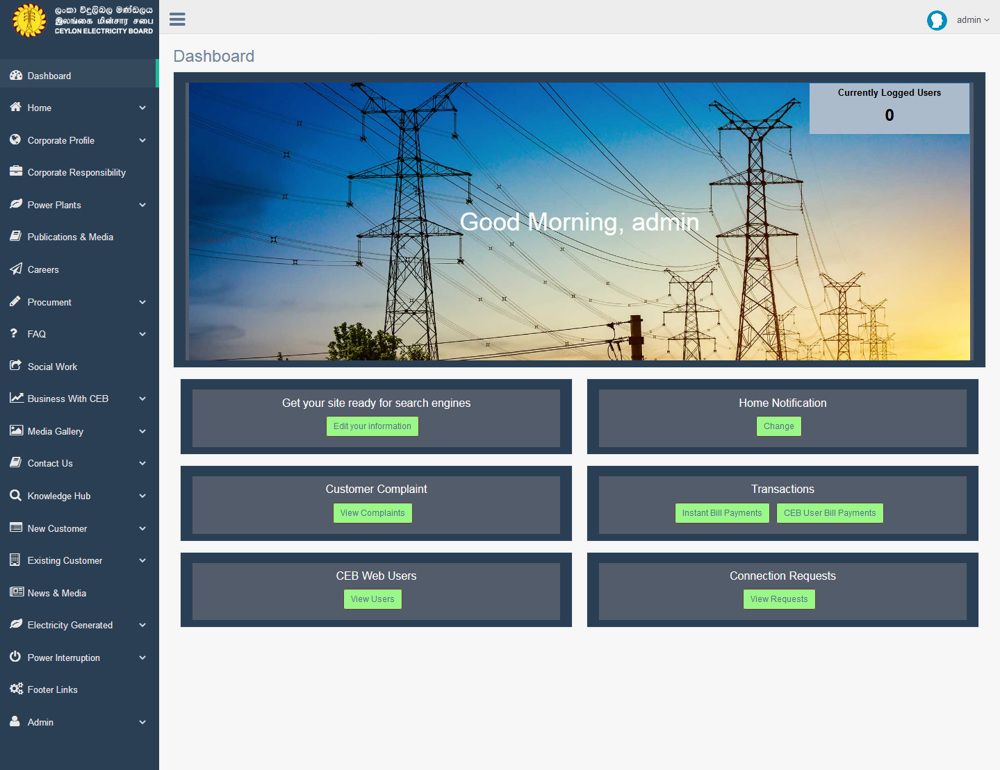 ලංකා විදුලිබල මණ්ඩලය
இலங்கை மின்சார சபை
CEYLON ELECTRICITY BOARD
admin
Dashboard
Home
Corporate Profile
Corporate Responsibility
Power Plants
Publications & Media
Careers
Procument
FAQ
Social Work
Business With CEB
Media Gallery
Contact Us
Knowledge Hub
New Customer
Existing Customer
News & Media
Electricity Generated
Power Interruption
Footer Links
Admin
Dashboard
Currently Logged Users
0
Good Morning, admin
Get your site ready for search engines
Edit your information
Home Notification
Change
Customer Complaint
View Complaints
Transactions
Instant Bill Payments CEB User Bill Payments
CEB Web Users
View Users
Connection Requests
View Requests